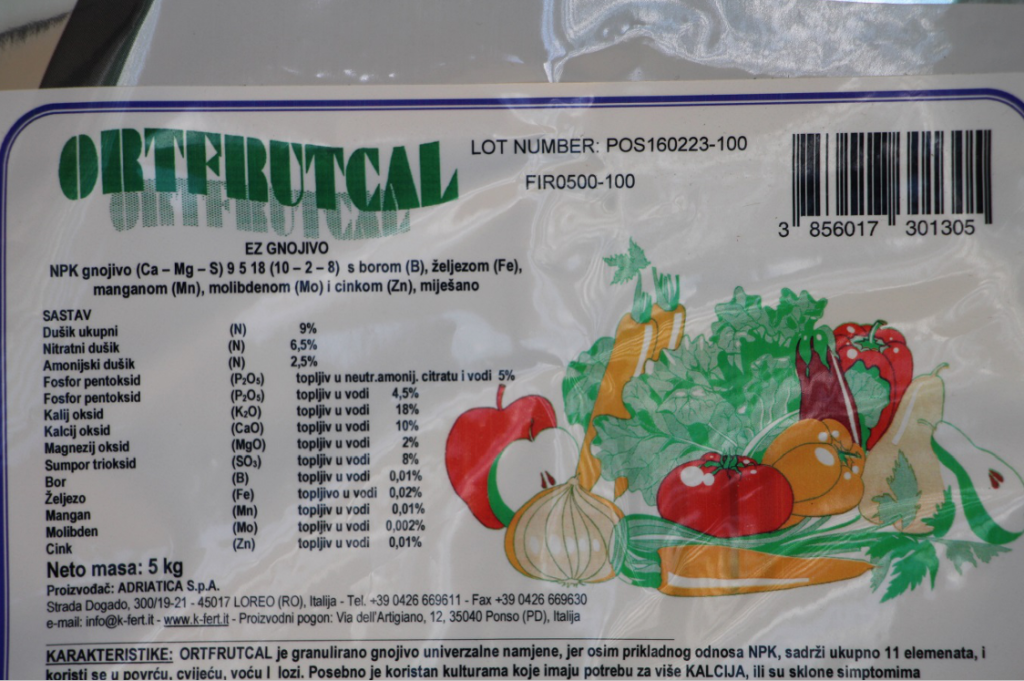 ORTFRUTCAL
ORTFRUTCAL
LOT NUMBER: POS160223-100
FIR0500-100
3 856017 301305
EZ GNOJIVO
NPK gnojivo (Ca – Mg – S) 9 5 18 (10 – 2 – 8) s borom (B), željezom (Fe),
manganom (Mn), molibdenom (Mo) i cinkom (Zn), miješano
SASTAV
Dušik ukupni (N) 9%
Nitratni dušik (N) 6,5%
Amonijski dušik (N) 2,5%
Fosfor pentoksid (P₂O₅) topljiv u neutr.amonij. citratu i vodi 5%
Fosfor pentoksid (P₂O₅) topljiv u vodi 4,5%
Kalij oksid (K₂O) topljiv u vodi 18%
Kalcij oksid (CaO) topljiv u vodi 10%
Magnezij oksid (MgO) topljiv u vodi 2%
Sumpor trioksid (SO₃) topljiv u vodi 8%
Bor (B) topljiv u vodi 0,01%
Željezo (Fe) topljivo u vodi 0,02%
Mangan (Mn) topljiv u vodi 0,01%
Molibden (Mo) topljiv u vodi 0,002%
Cink (Zn) topljiv u vodi 0,01%
Neto masa: 5 kg
Proizvođač: ADRIATICA S.p.A.
Strada Dogado, 300/19-21 - 45017 LOREO (RO), Italija - Tel. +39 0426 669611 - Fax +39 0426 669630
e-mail: info@k-fert.it - www.k-fert.it - Proizvodni pogon: Via dell'Artigiano, 12, 35040 Ponso (PD), Italija
KARAKTERISTIKE: ORTFRUTCAL je granulirano gnojivo univerzalne namjene, jer osim prikladnog odnosa NPK, sadrži ukupno 11 elemenata, i
koristi se u povrću, cvijeću, voću I lozi. Posebno je koristan kulturama koje imaju potrebu za više KALCIJA, ili su sklone simptomima